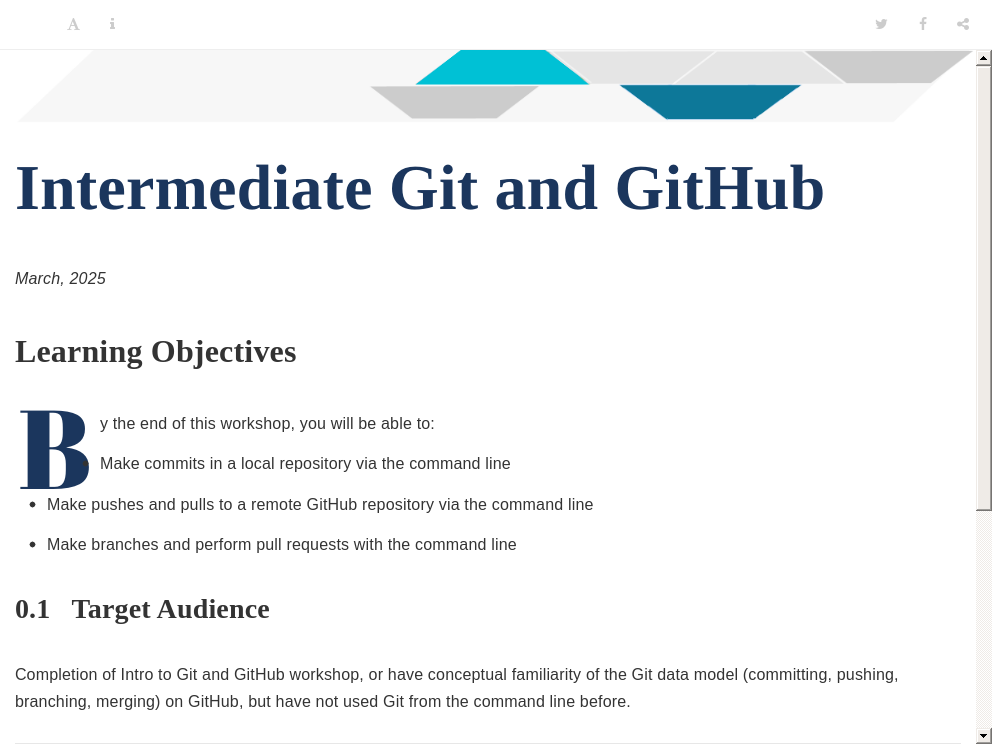 Intermediate Git and GitHub
March, 2025
Learning Objectives
By the end of this workshop, you will be able to:
Make commits in a local repository via the command line
• Make pushes and pulls to a remote GitHub repository via the command line
• Make branches and perform pull requests with the command line
0.1 Target Audience
Completion of Intro to Git and GitHub workshop, or have conceptual familiarity of the Git data model (committing, pushing,
branching, merging) on GitHub, but have not used Git from the command line before.